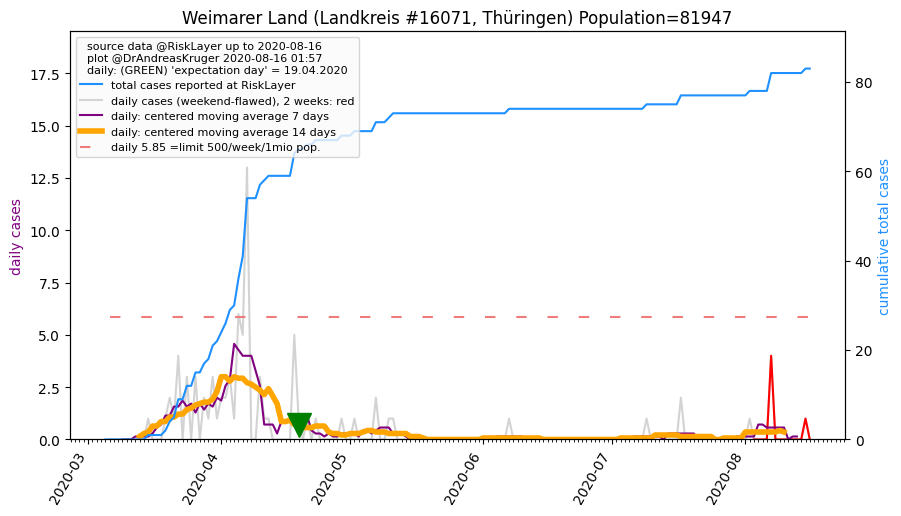 Weimarer Land (Landkreis #16071, Thüringen) Population=81947
source data @RiskLayer up to 2020-08-16
plot @DrAndreasKruger 2020-08-16 01:57
daily: (GREEN) 'expectation day' = 19.04.2020
total cases reported at RiskLayer
daily cases (weekend-flawed), 2 weeks: red
daily: centered moving average 7 days
daily: centered moving average 14 days
daily 5.85 =limit 500/week/1mio pop.
daily cases
17.5
15.0
12.5
10.0
7.5
5.0
2.5
0.0
cumulative total cases
80
60
40
20
0
2020-03
2020-04
2020-05
2020-06
2020-07
2020-08